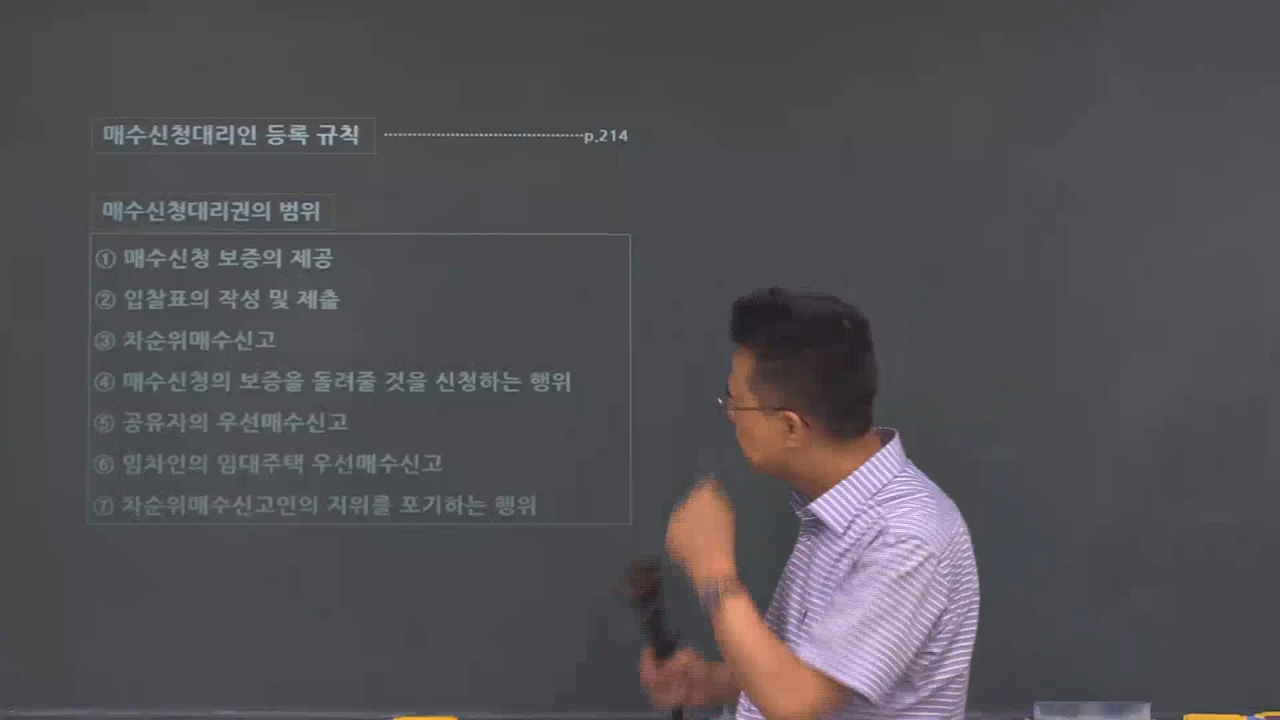 매수신청대리인 등록 규칙 p.214
매수신청대리권의 범위
① 매수신청 보증의 제공
② 입찰표의 작성 및 제출
③ 차순위매수신고
④ 매수신청의 보증을 돌려줄 것을 신청하는 행위
⑤ 공유자의 우선매수신고
⑥ 임차인의 임대주택 우선매수신고
⑦ 차순위매수신고인의 지위를 포기하는 행위